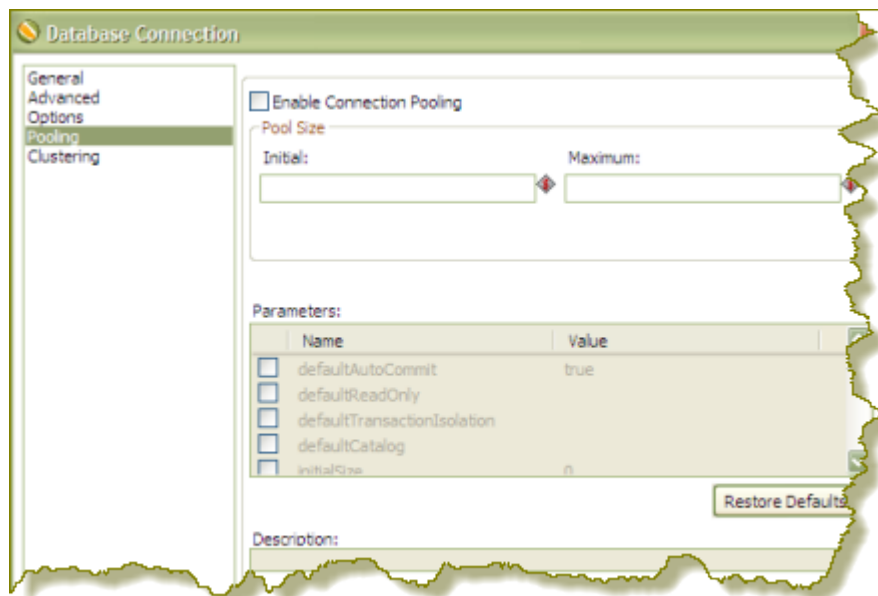 Database Connection
General
Advanced
Options
Pooling
Clustering
Enable Connection Pooling
Pool Size
Initial: Maximum:
Parameters:
Name Value
defaultAutoCommit true
defaultReadOnly
defaultTransactionIsolation
defaultCatalog
initialSize 0
Restore Defaults
Description: